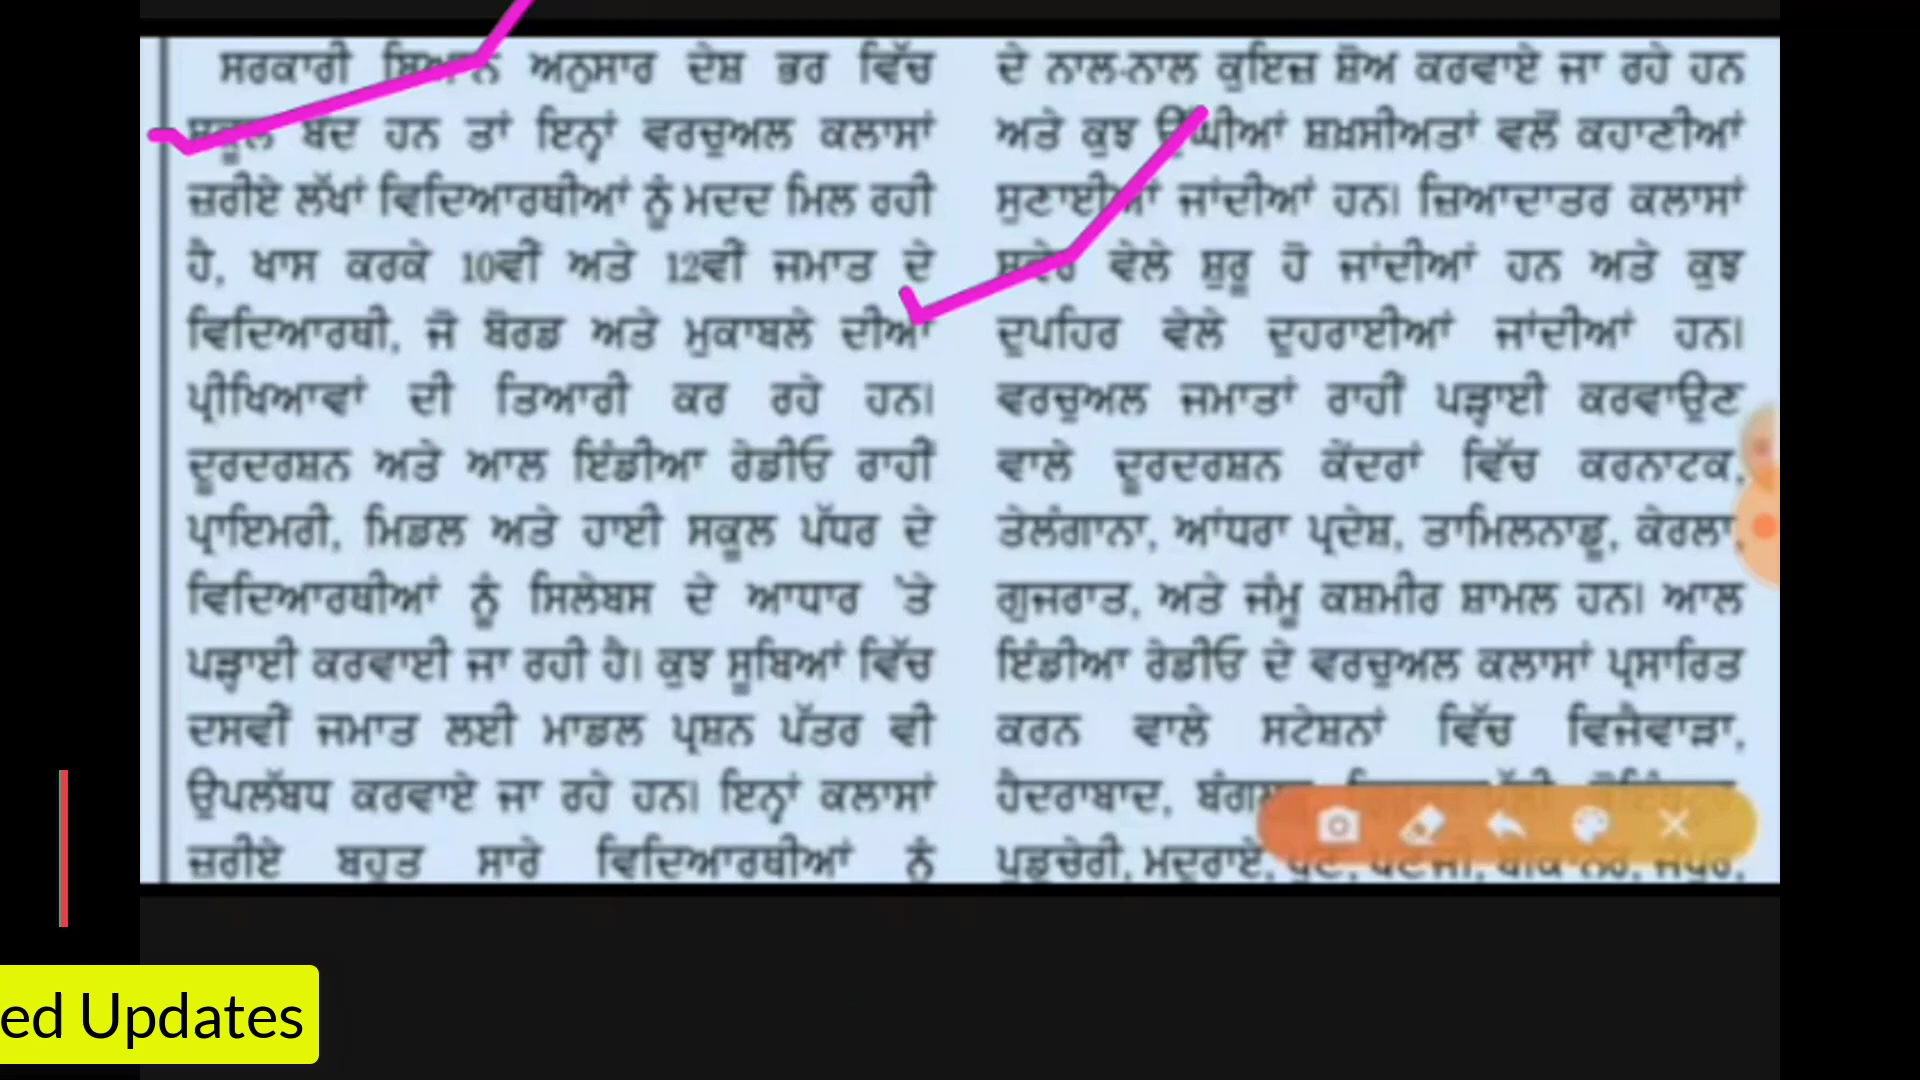 ਸਰਕਾਰੀ ਬਿਆਨ ਅਨੁਸਾਰ ਦੇਸ਼ ਭਰ ਵਿੱਚ
ਸਕੂਲ ਬੰਦ ਹਨ ਤਾਂ ਇਨ੍ਹਾਂ ਵਰਚੁਅਲ ਕਲਾਸਾਂ
ਜ਼ਰੀਏ ਲੱਖਾਂ ਵਿਦਿਆਰਥੀਆਂ ਨੂੰ ਮਦਦ ਮਿਲ ਰਹੀ
ਹੈ, ਖਾਸ ਕਰਕੇ 10ਵੀਂ ਅਤੇ 12ਵੀਂ ਜਮਾਤ ਦੇ
ਵਿਦਿਆਰਥੀ, ਜੋ ਬੋਰਡ ਅਤੇ ਮੁਕਾਬਲੇ ਦੀਆਂ
ਪ੍ਰੀਖਿਆਵਾਂ ਦੀ ਤਿਆਰੀ ਕਰ ਰਹੇ ਹਨ।
ਦੂਰਦਰਸ਼ਨ ਅਤੇ ਆਲ ਇੰਡੀਆ ਰੇਡੀਓ ਰਾਹੀਂ
ਪ੍ਰਾਇਮਰੀ, ਮਿਡਲ ਅਤੇ ਹਾਈ ਸਕੂਲ ਪੱਧਰ ਦੇ
ਵਿਦਿਆਰਥੀਆਂ ਨੂੰ ਸਿਲੇਬਸ ਦੇ ਆਧਾਰ 'ਤੇ
ਪੜ੍ਹਾਈ ਕਰਵਾਈ ਜਾ ਰਹੀ ਹੈ। ਕੁਝ ਸੂਬਿਆਂ ਵਿੱਚ
ਦਸਵੀਂ ਜਮਾਤ ਲਈ ਮਾਡਲ ਪ੍ਰਸ਼ਨ ਪੱਤਰ ਵੀ
ਉਪਲੱਬਧ ਕਰਵਾਏ ਜਾ ਰਹੇ ਹਨ। ਇਨ੍ਹਾਂ ਕਲਾਸਾਂ
ਜ਼ਰੀਏ ਬਹੁਤ ਸਾਰੇ ਵਿਦਿਆਰਥੀਆਂ ਨੂੰ
ਦੇ ਨਾਲ-ਨਾਲ ਕੁਇਜ਼ ਸ਼ੋਅ ਕਰਵਾਏ ਜਾ ਰਹੇ ਹਨ
ਅਤੇ ਕੁਝ ਉੱਘੀਆਂ ਸ਼ਖ਼ਸੀਅਤਾਂ ਵਲੋਂ ਕਹਾਣੀਆਂ
ਸੁਣਾਈਆਂ ਜਾਂਦੀਆਂ ਹਨ। ਜ਼ਿਆਦਾਤਰ ਕਲਾਸਾਂ
ਸਵੇਰ ਵੇਲੇ ਸ਼ੁਰੂ ਹੋ ਜਾਂਦੀਆਂ ਹਨ ਅਤੇ ਕੁਝ
ਦੁਪਹਿਰ ਵੇਲੇ ਦੁਹਰਾਈਆਂ ਜਾਂਦੀਆਂ ਹਨ।
ਵਰਚੁਅਲ ਜਮਾਤਾਂ ਰਾਹੀਂ ਪੜ੍ਹਾਈ ਕਰਵਾਉਣ
ਵਾਲੇ ਦੂਰਦਰਸ਼ਨ ਕੇਂਦਰਾਂ ਵਿੱਚ ਕਰਨਾਟਕ,
ਤੇਲੰਗਾਨਾ, ਆਂਧਰਾ ਪ੍ਰਦੇਸ਼, ਤਾਮਿਲਨਾਡੂ, ਕੇਰਲਾ,
ਗੁਜਰਾਤ, ਅਤੇ ਜੰਮੂ ਕਸ਼ਮੀਰ ਸ਼ਾਮਲ ਹਨ। ਆਲ
ਇੰਡੀਆ ਰੇਡੀਓ ਦੇ ਵਰਚੁਅਲ ਕਲਾਸਾਂ ਪ੍ਰਸਾਰਿਤ
ਕਰਨ ਵਾਲੇ ਸਟੇਸ਼ਨਾਂ ਵਿੱਚ ਵਿਜੈਵਾੜਾ,
ਹੈਦਰਾਬਾਦ,
ਪੁਡੂਚੇਰੀ, ਮਦੁਰਾਏ,
ed Updates